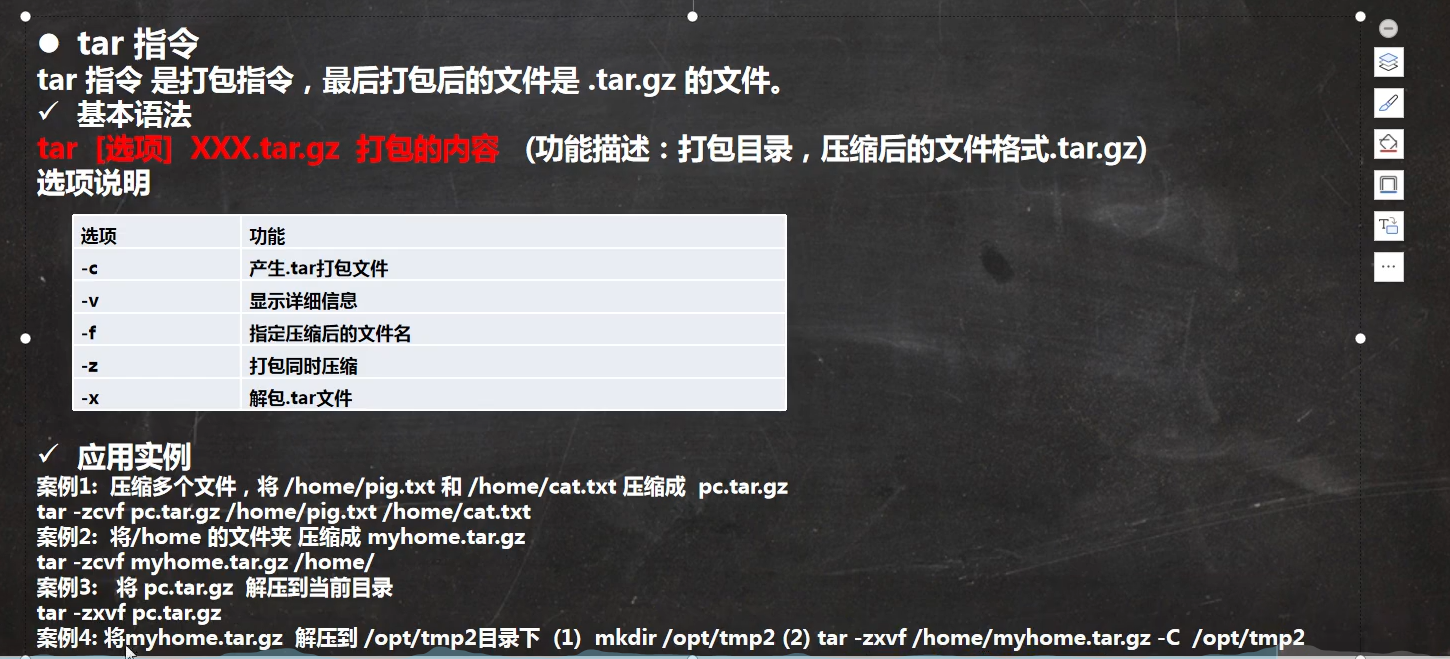 ● tar 指令
tar 指令 是打包指令，最后打包后的文件是 .tar.gz 的文件。
✓ 基本语法
tar [选项] XXX.tar.gz 打包的内容 (功能描述：打包目录，压缩后的文件格式.tar.gz)
选项说明
选项 功能
-c 产生.tar打包文件
-v 显示详细信息
-f 指定压缩后的文件名
-z 打包同时压缩
-x 解包.tar文件
✓ 应用实例
案例1: 压缩多个文件，将 /home/pig.txt 和 /home/cat.txt 压缩成 pc.tar.gz
tar -zcvf pc.tar.gz /home/pig.txt /home/cat.txt
案例2: 将/home 的文件夹 压缩成 myhome.tar.gz
tar -zcvf myhome.tar.gz /home/
案例3: 将 pc.tar.gz 解压到当前目录
tar -zxvf pc.tar.gz
案例4: 将myhome.tar.gz 解压到 /opt/tmp2目录下 (1) mkdir /opt/tmp2 (2) tar -zxvf /home/myhome.tar.gz -C /opt/tmp2